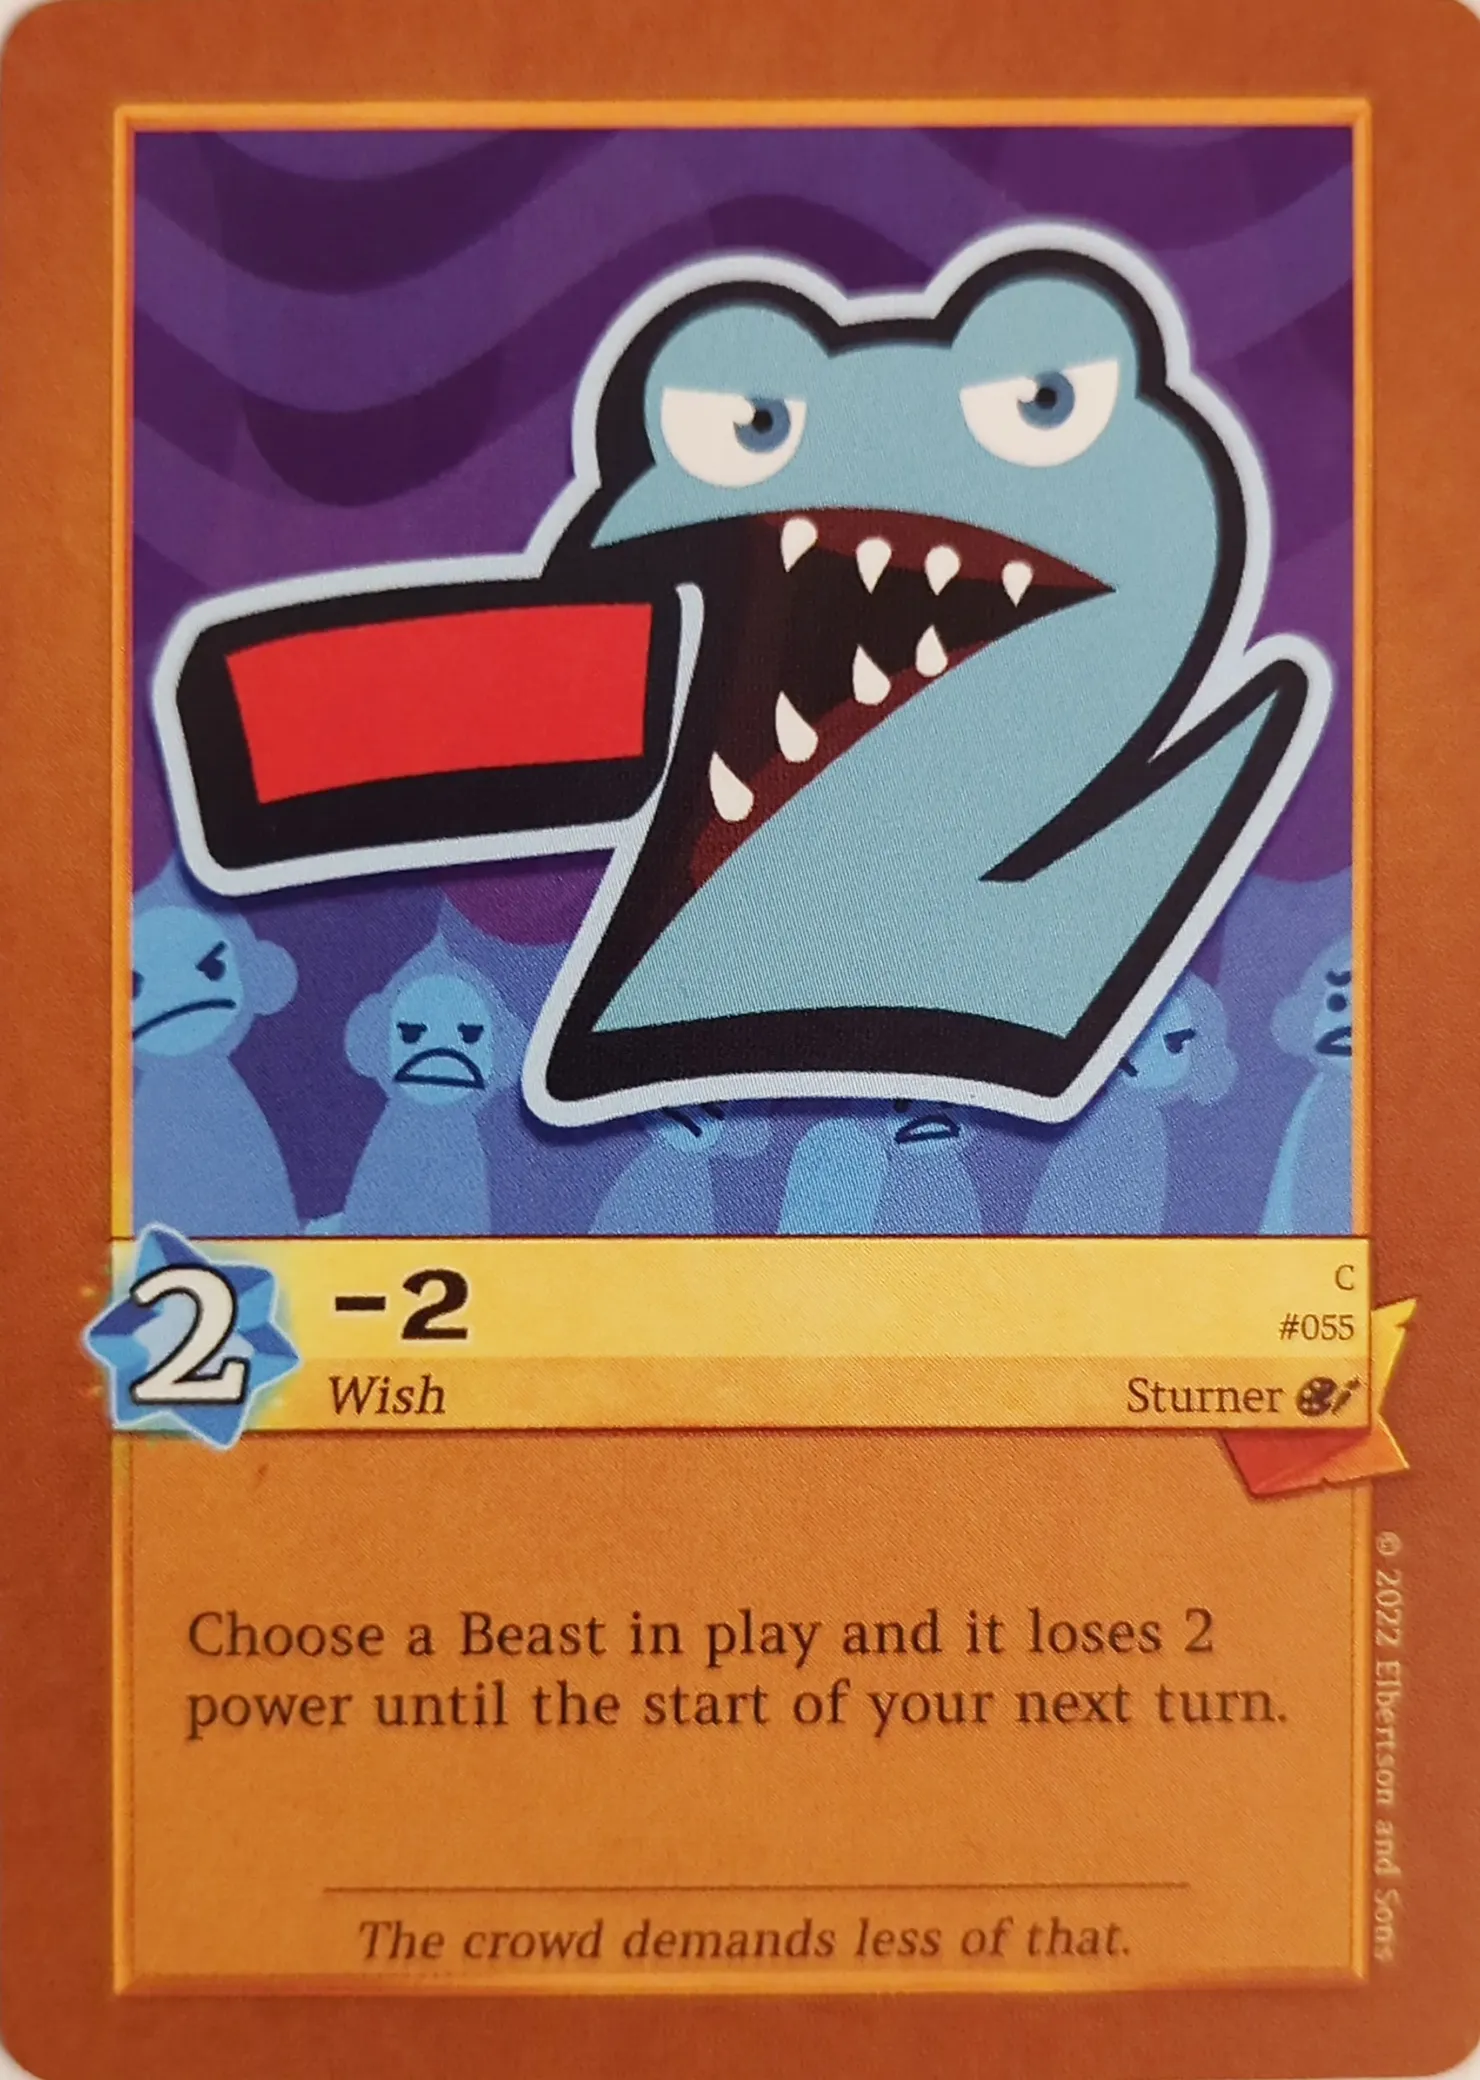 2
-2
C
#055
Wish
Sturner
Choose a Beast in play and it loses 2
power until the start of your next turn.
The crowd demands less of that.
© 2022 Elbertson and Sons